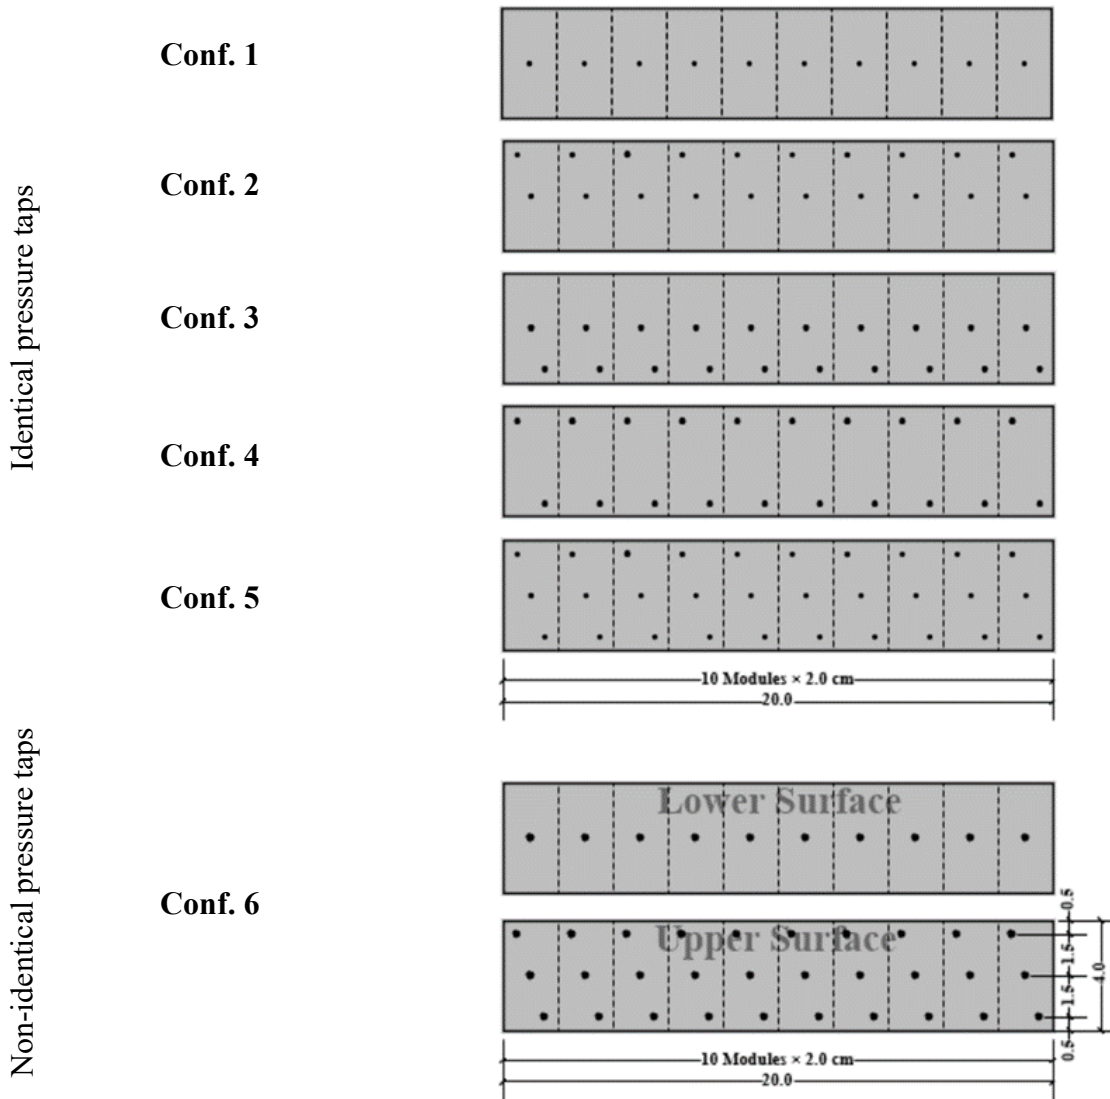 Identical pressure taps
Conf. 1
Conf. 2
Conf. 3
Conf. 4
Conf. 5
10 Modules × 2.0 cm
20.0
Non-identical pressure taps
Conf. 6
Lower Surface
Upper Surface
0.5
1.5
1.5
0.5
4.0
10 Modules × 2.0 cm
20.0